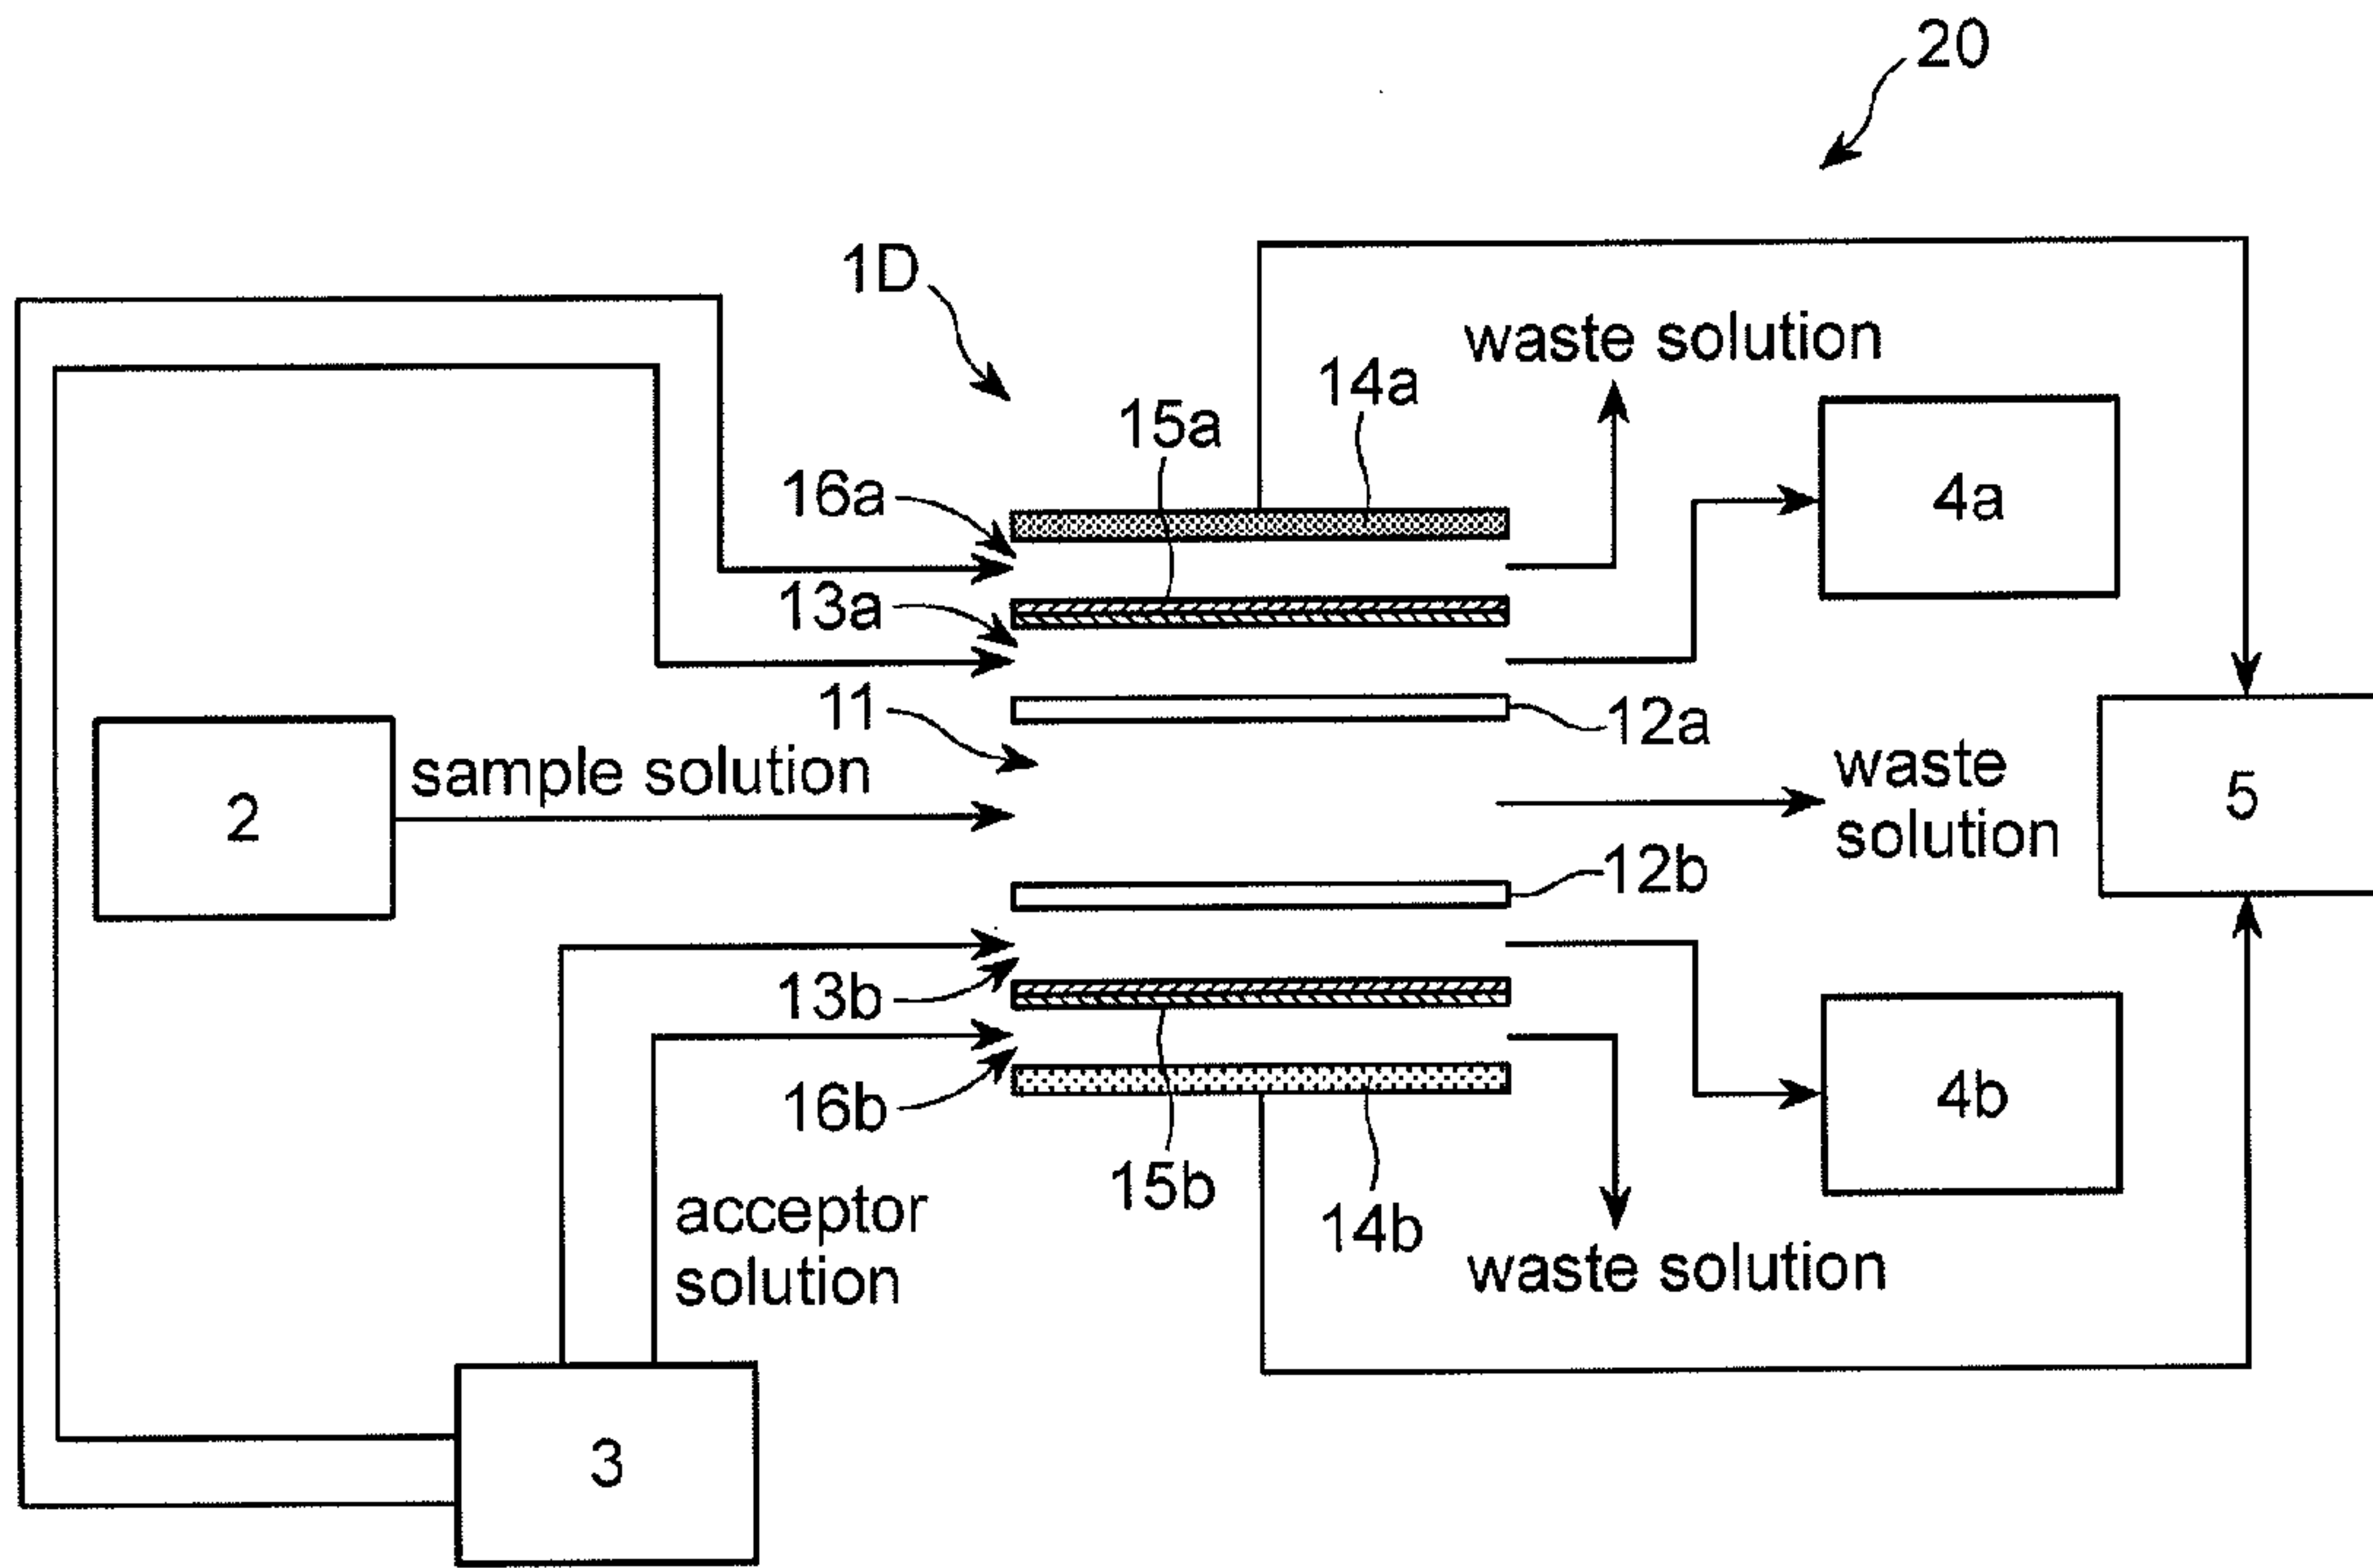 20
1D
waste solution
14a
15a
16a
4a
13a
11
12a
sample solution
waste
solution
2
5
12b
13b
16b
4b
15b
acceptor
solution
14b
waste solution
3